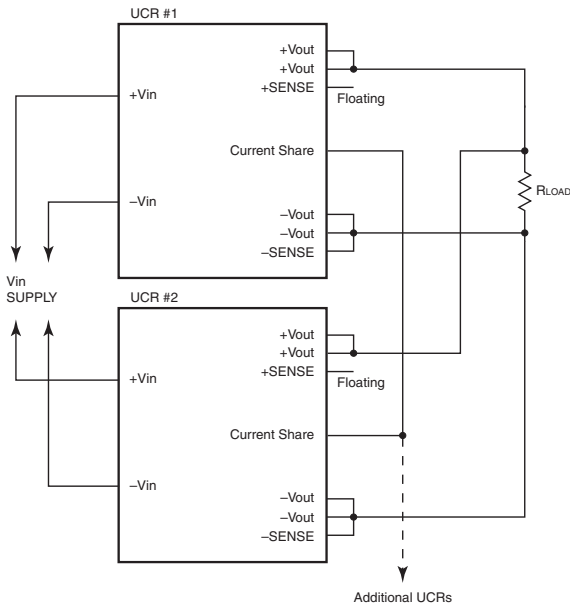 UCR #1
+Vout
+Vout
+SENSE
Floating
+Vin
Current Share
–Vin
RLOAD
–Vout
–Vout
–SENSE
Vin
SUPPLY
UCR #2
+Vout
+Vout
+SENSE
Floating
+Vin
Current Share
–Vin
–Vout
–Vout
–SENSE
Additional UCRs